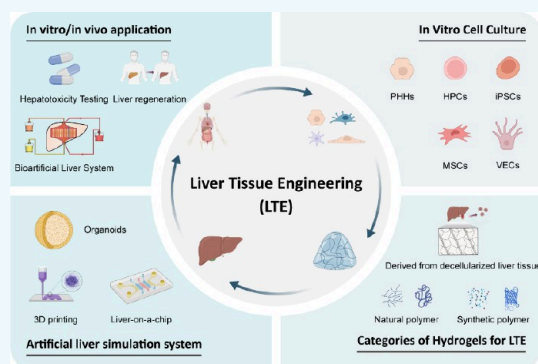 In vitro/in vivo application
Hepatotoxicity Testing
Liver regeneration
Bioartificial Liver System
In Vitro Cell Culture
PHHs
HPCs
iPSCs
MSCs
VECs
Liver Tissue Engineering
(LTE)
Organoids
3D printing
Liver-on-a-chip
Artificial liver simulation system
Derived from decellularized liver tissue
Natural polymer
Synthetic polymer
Categories of Hydrogels for LTE